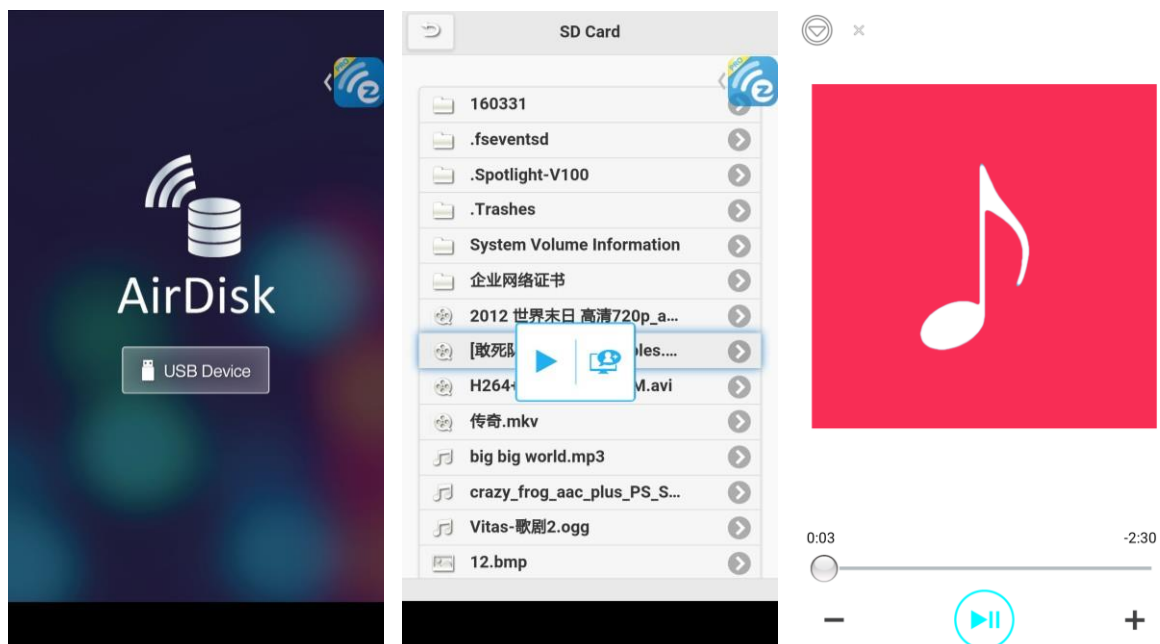 AirDisk
USB Device
SD Card
160331
.fseventsd
.Spotlight-V100
.Trashes
System Volume Information
企业网络证书
2012 世界末日 高清720p_a...
[敢死 les....
H264+ M.avi
传奇.mkv
big big world.mp3
crazy_frog_aac_plus_PS_S...
Vitas-歌剧2.ogg
12.bmp
0:03 -2:30